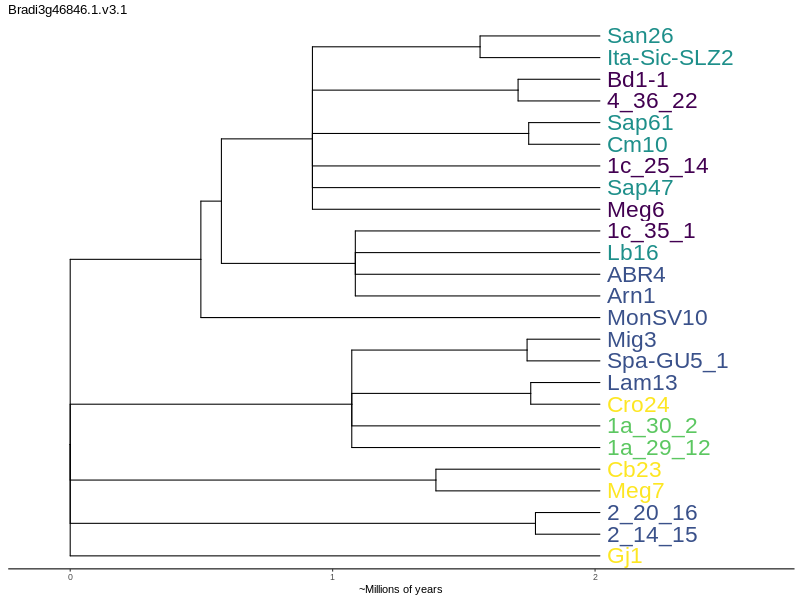 Bradi3g46846.1.v3.1
San26
Ita-Sic-SLZ2
Bd1-1
4_36_22
Sap61
Cm10
1c_25_14
Sap47
Meg6
1c_35_1
Lb16
ABR4
Arn1
MonSV10
Mig3
Spa-GU5_1
Lam13
Cro24
1a_30_2
1a_29_12
Cb23
Meg7
2_20_16
2_14_15
Gj1
0 1 2
~Millions of years